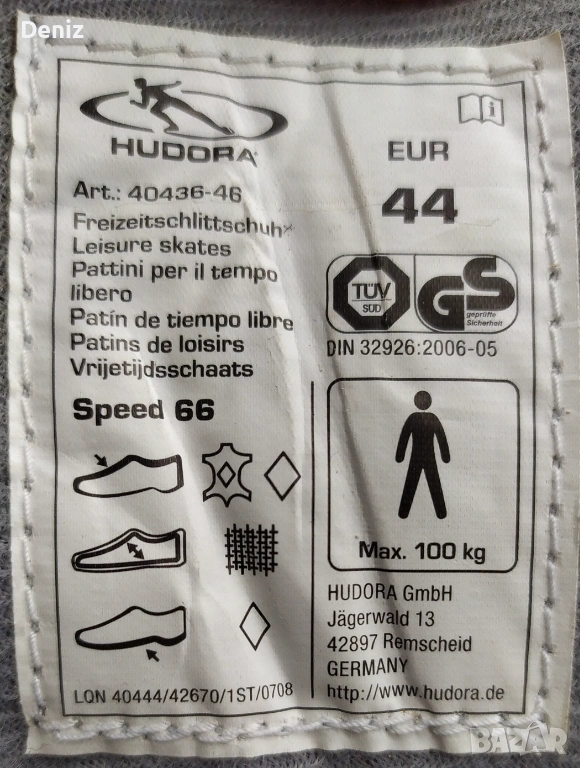 Deniz
HUDORA
Art.: 40436-46
Freizeitschlittschuh
Leisure skates
Pattini per il tempo
libero
Patín de tiempo libre
Patins de loisirs
Vrijetijdsschaats
Speed 66
LQN 40444/42670/1ST/0708
i
EUR
44
TÜV
SÜD
GS
geprüfte
Sicherheit
DIN 32926:2006-05
Max. 100 kg
HUDORA GmbH
Jägerwald 13
42897 Remscheid
GERMANY
http://www.hudora.de
BAZAR